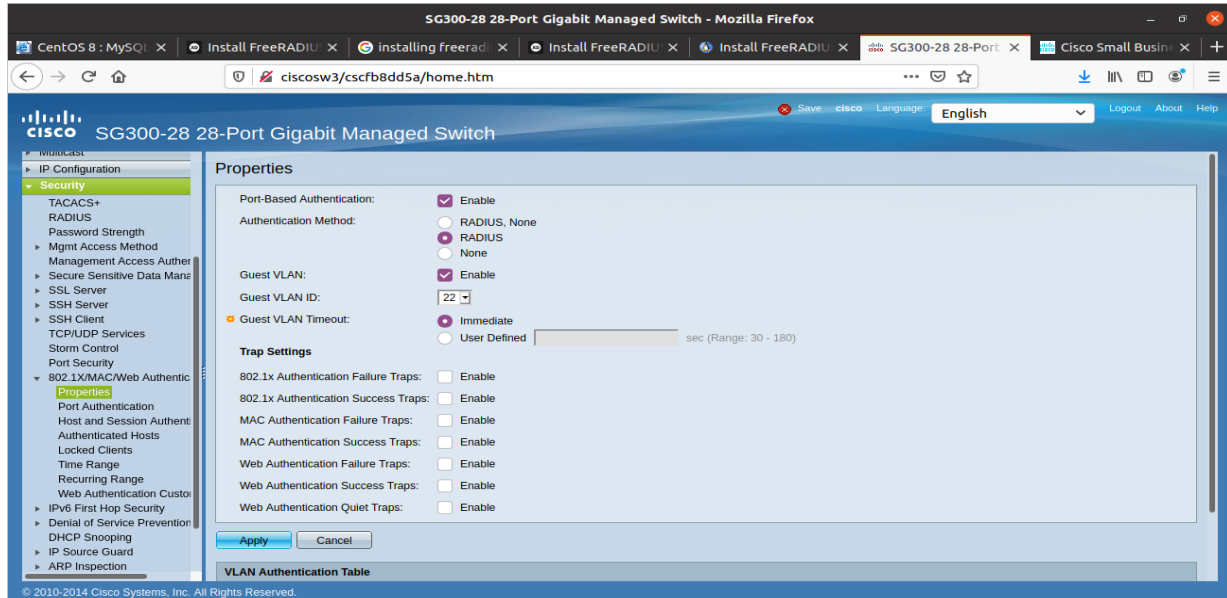 SG300-28 28-Port Gigabit Managed Switch - Mozilla Firefox
CentOS 8 : MySQL
Install FreeRADIU
installing freeradi
Install FreeRADIU
Install FreeRADIU
SG300-28 28-Port
Cisco Small Busine
ciscosw3/cscfb8dd5a/home.htm
Save cisco Language: English Logout About Help
cisco SG300-28 28-Port Gigabit Managed Switch
Multicast
IP Configuration
Security
TACACS+
RADIUS
Password Strength
Mgmt Access Method
Management Access Auther
Secure Sensitive Data Mana
SSL Server
SSH Server
SSH Client
TCP/UDP Services
Storm Control
Port Security
802.1X/MAC/Web Authentic
Properties
Port Authentication
Host and Session Authenti
Authenticated Hosts
Locked Clients
Time Range
Recurring Range
Web Authentication Custo
IPv6 First Hop Security
Denial of Service Prevention
DHCP Snooping
IP Source Guard
ARP Inspection
Properties
Port-Based Authentication: Enable
Authentication Method: RADIUS, None
RADIUS
None
Guest VLAN: Enable
Guest VLAN ID: 22
Guest VLAN Timeout: Immediate
User Defined sec (Range: 30 - 180)
Trap Settings
802.1x Authentication Failure Traps: Enable
802.1x Authentication Success Traps: Enable
MAC Authentication Failure Traps: Enable
MAC Authentication Success Traps: Enable
Web Authentication Failure Traps: Enable
Web Authentication Success Traps: Enable
Web Authentication Quiet Traps: Enable
Apply Cancel
VLAN Authentication Table
© 2010-2014 Cisco Systems, Inc. All Rights Reserved.